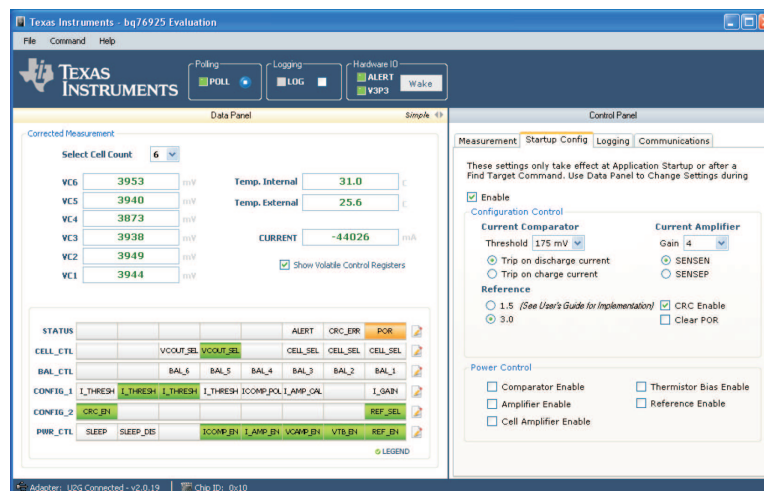 Texas Instruments - bq76925 Evaluation
File Command Help
TEXAS INSTRUMENTS
Polling
POLL
Logging
LOG
Hardware IO
ALERT
V3P3
Wake
Data Panel
Simple
Corrected Measurement
Select Cell Count 6
VC6 3953 mV
VC5 3940 mV
VC4 3873 mV
VC3 3938 mV
VC2 3949 mV
VC1 3944 mV
Temp. Internal 31.0 C
Temp. External 25.6 C
CURRENT -44026 mA
Show Volatile Control Registers
STATUS ALERT CRC_ERR POR
CELL_CTL VCOUT_SEL VCOUT_SEL CELL_SEL CELL_SEL CELL_SEL
BAL_CTL BAL_6 BAL_5 BAL_4 BAL_3 BAL_2 BAL_1
CONFIG_1 I_THRESH I_THRESH I_THRESH I_THRESH ICOMP_POL I_AMP_CAL I_GAIN
CONFIG_2 CRC_EN REF_SEL
PWR_CTL SLEEP SLEEP_DIS ICOMP_EN I_AMP_EN VCAMP_EN VTB_EN REF_EN
LEGEND
Control Panel
Measurement Startup Config Logging Communications
These settings only take effect at Application Startup or after a
Find Target Command. Use Data Panel to Change Settings during
Enable
Configuration Control
Current Comparator
Threshold 175 mV
Trip on discharge current
Trip on charge current
Current Amplifier
Gain 4
SENSEN
SENSEP
Reference
1.5 (See User's Guide for Implementation)
3.0
CRC Enable
Clear POR
Power Control
Comparator Enable
Amplifier Enable
Cell Amplifier Enable
Thermistor Bias Enable
Reference Enable
Adapter: U2G Connected - v2.0.19 Chip ID: 0x10